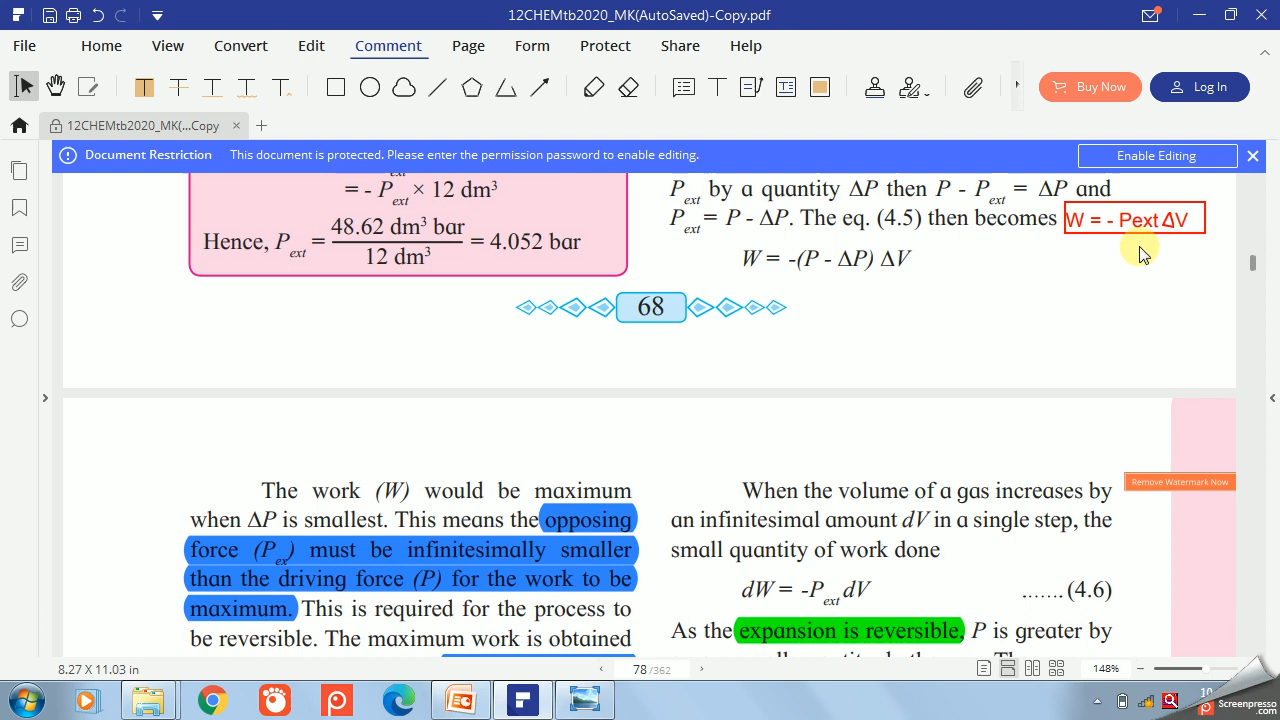 12CHEMtb2020_MK(AutoSaved)-Copy.pdf
File Home View Convert Edit Comment Page Form Protect Share Help
Buy Now Log In
12CHEMtb2020_MK(...Copy
Document Restriction This document is protected. Please enter the permission password to enable editing. Enable Editing
= - Pext × 12 dm³
Hence, Pext = 48.62 dm³ bar / 12 dm³ = 4.052 bar
Pext by a quantity ΔP then P - Pext = ΔP and
Pext = P - ΔP. The eq. (4.5) then becomes W = - Pext ΔV
W = -(P - ΔP) ΔV
68
The work (W) would be maximum
when ΔP is smallest. This means the opposing
force (Pex) must be infinitesimally smaller
than the driving force (P) for the work to be
maximum. This is required for the process to
be reversible. The maximum work is obtained
Remove Watermark Now
When the volume of a gas increases by
an infinitesimal amount dV in a single step, the
small quantity of work done
dW = -Pext dV ......(4.6)
As the expansion is reversible, P is greater by
8.27 X 11.03 in 78 /362 148%
10
Screenpresso
.com